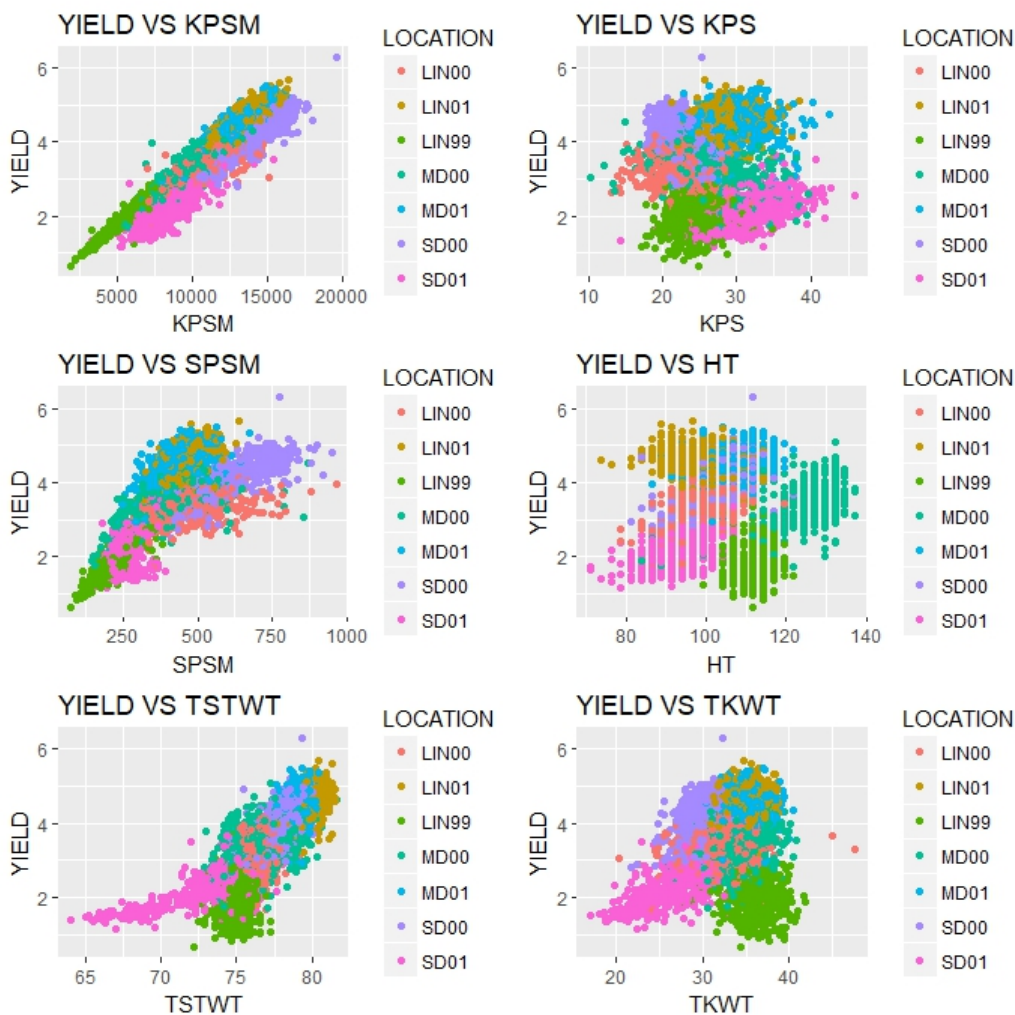 YIELD VS KPSM
YIELD
6
4
2
5000 10000 15000 20000
KPSM
LOCATION
LIN00
LIN01
LIN99
MD00
MD01
SD00
SD01
YIELD VS KPS
YIELD
6
4
2
10 20 30 40
KPS
LOCATION
LIN00
LIN01
LIN99
MD00
MD01
SD00
SD01
YIELD VS SPSM
YIELD
6
4
2
250 500 750 1000
SPSM
LOCATION
LIN00
LIN01
LIN99
MD00
MD01
SD00
SD01
YIELD VS HT
YIELD
6
4
2
80 100 120 140
HT
LOCATION
LIN00
LIN01
LIN99
MD00
MD01
SD00
SD01
YIELD VS TSTWT
YIELD
6
4
2
65 70 75 80
TSTWT
LOCATION
LIN00
LIN01
LIN99
MD00
MD01
SD00
SD01
YIELD VS TKWT
YIELD
6
4
2
20 30 40
TKWT
LOCATION
LIN00
LIN01
LIN99
MD00
MD01
SD00
SD01